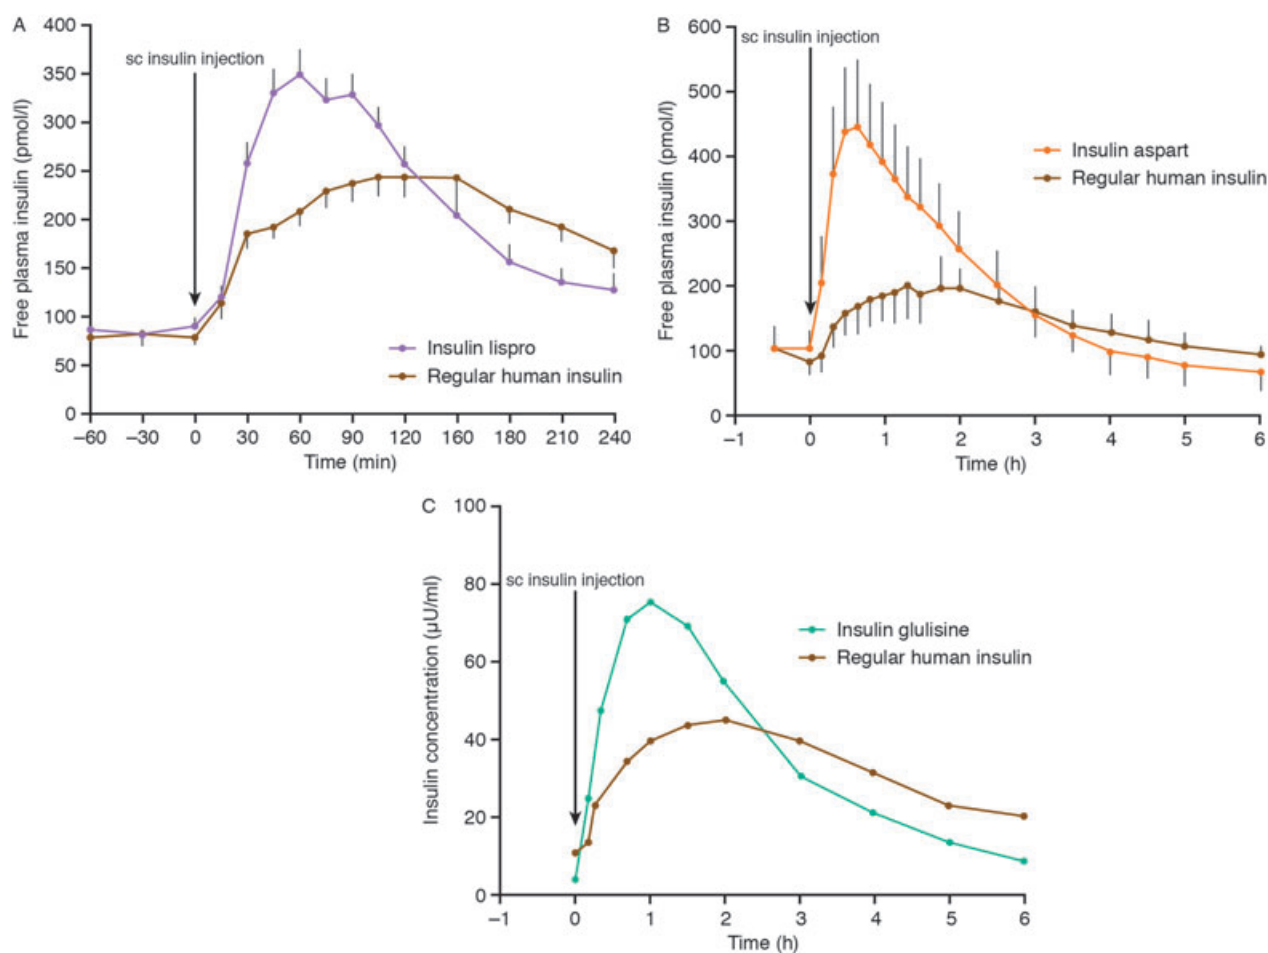 A
Free plasma insulin (pmol/l)
400
350
300
250
200
150
100
50
0
sc insulin injection
Insulin lispro
Regular human insulin
–60 –30 0 30 60 90 120 160 180 210 240
Time (min)
B
Free plasma insulin (pmol/l)
600
500
400
300
200
100
0
sc insulin injection
Insulin aspart
Regular human insulin
–1 0 1 2 3 4 5 6
Time (h)
C
Insulin concentration (µU/ml)
100
80
60
40
20
0
sc insulin injection
Insulin glulisine
Regular human insulin
–1 0 1 2 3 4 5 6
Time (h)